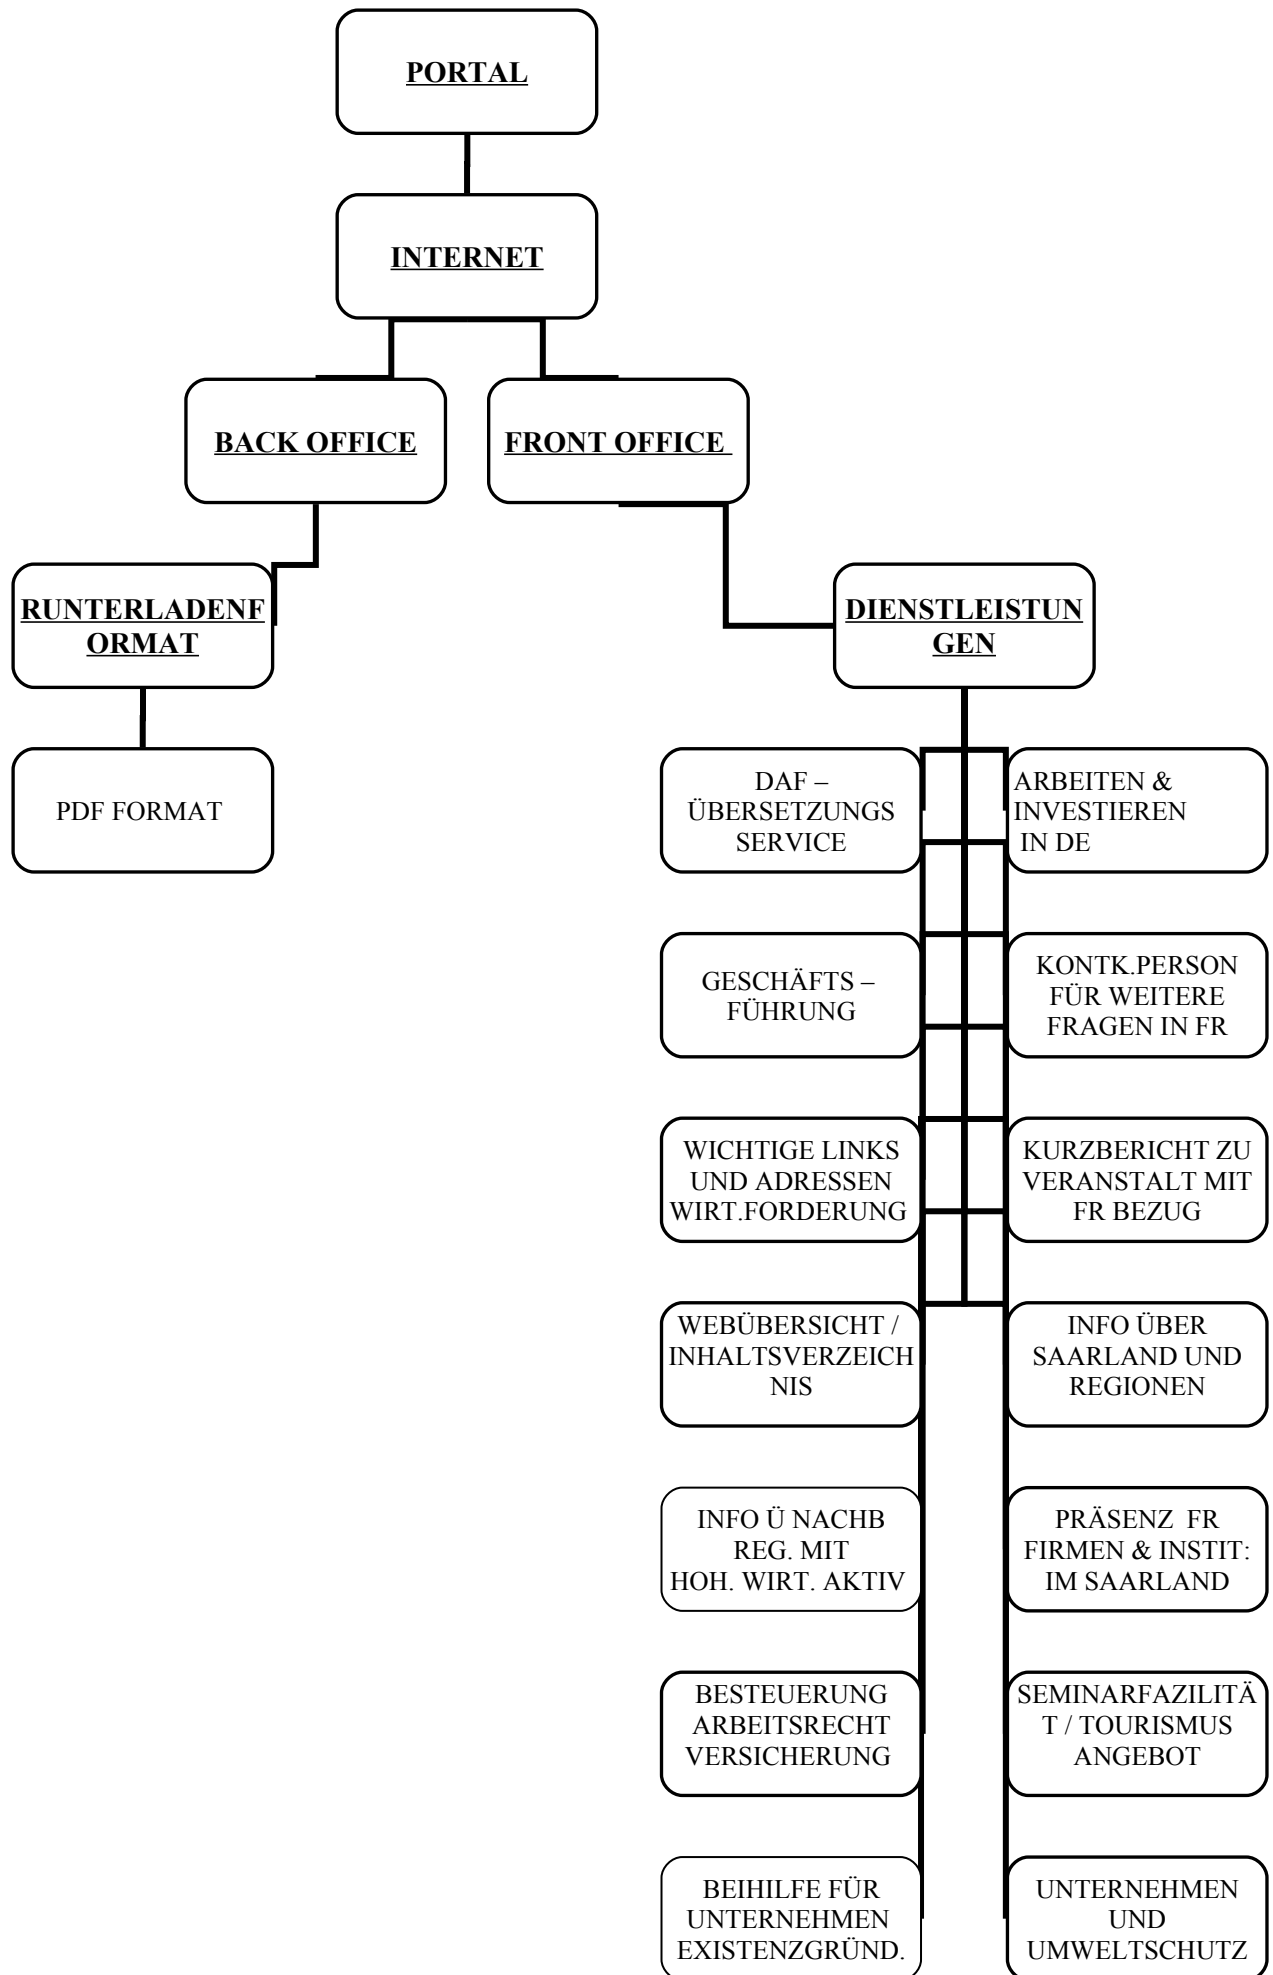 PORTAL
INTERNET
BACK OFFICE
FRONT OFFICE
RUNTERLADENF
ORMAT
DIENSTLEISTUN
GEN
PDF FORMAT
DAF –
ÜBERSETZUNGS
SERVICE
ARBEITEN &
INVESTIEREN
IN DE
GESCHÄFTS –
FÜHRUNG
KONTK.PERSON
FÜR WEITERE
FRAGEN IN FR
WICHTIGE LINKS
UND ADRESSEN
WIRT.FORDERUNG
KURZBERICHT ZU
VERANSTALT MIT
FR BEZUG
WEBÜBERSICHT /
INHALTSVERZEICH
NIS
INFO ÜBER
SAARLAND UND
REGIONEN
INFO Ü NACHB
REG. MIT
HOH. WIRT. AKTIV
PRÄSENZ FR
FIRMEN & INSTIT:
IM SAARLAND
BESTEUERUNG
ARBEITSRECHT
VERSICHERUNG
SEMINARFAZILITÄ
T / TOURISMUS
ANGEBOT
BEIHILFE FÜR
UNTERNEHMEN
EXISTENZGRÜND.
UNTERNEHMEN
UND
UMWELTSCHUTZ